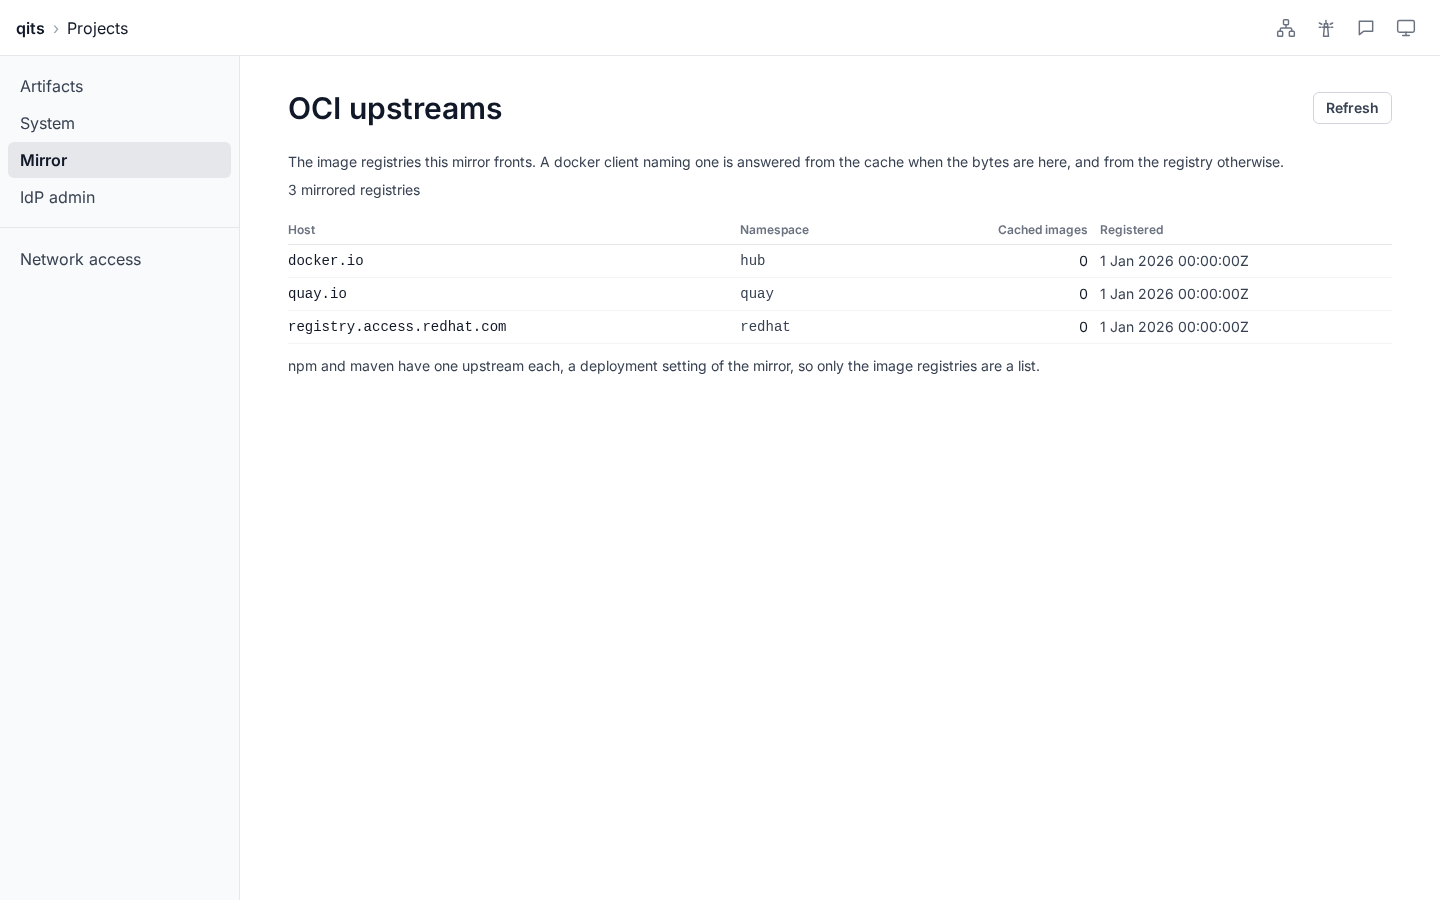 qits › Projects
Artifacts
System
Mirror
IdP admin
Network access
OCI upstreams
Refresh
The image registries this mirror fronts. A docker client naming one is answered from the cache when the bytes are here, and from the registry otherwise.
3 mirrored registries
Host Namespace Cached images Registered
docker.io hub 0 1 Jan 2026 00:00:00Z
quay.io quay 0 1 Jan 2026 00:00:00Z
registry.access.redhat.com redhat 0 1 Jan 2026 00:00:00Z
npm and maven have one upstream each, a deployment setting of the mirror, so only the image registries are a list.